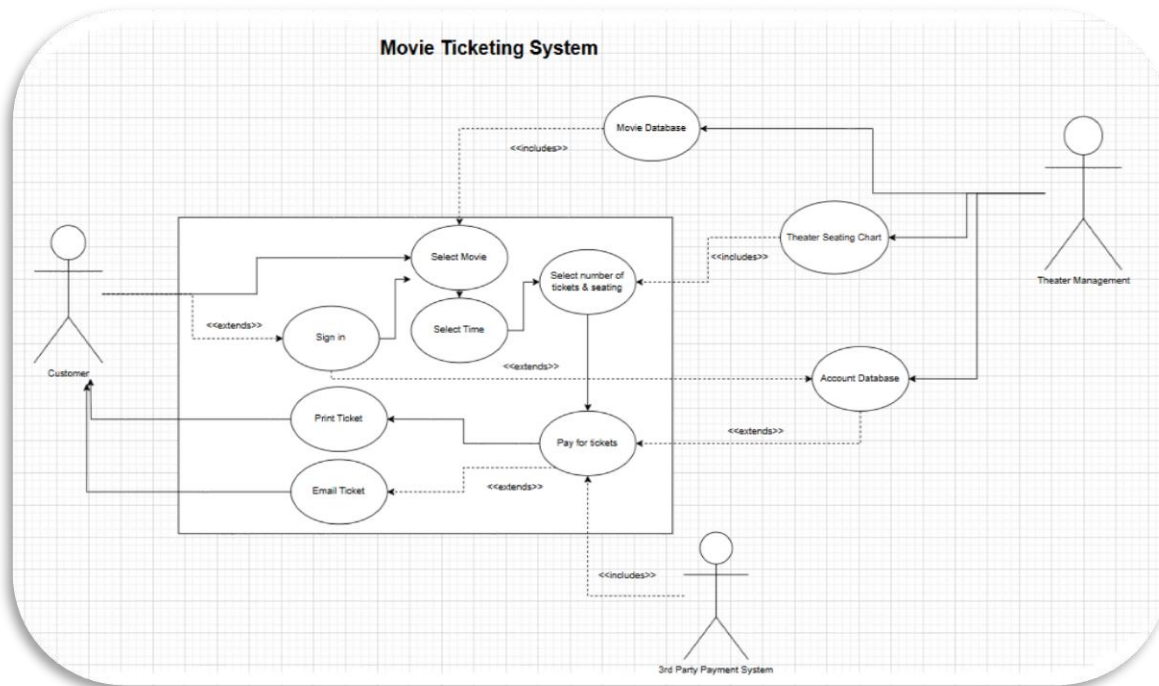 Movie Ticketing System
Movie Database
<<includes>>
Theater Seating Chart
<<includes>>
Theater Management
Select Movie
Select number of
tickets & seating
Select Time
<<extends>>
Sign in
<<extends>>
Customer
Account Database
Print Ticket
<<extends>>
Pay for tickets
Email Ticket
<<extends>>
<<includes>>
3rd Party Payment System